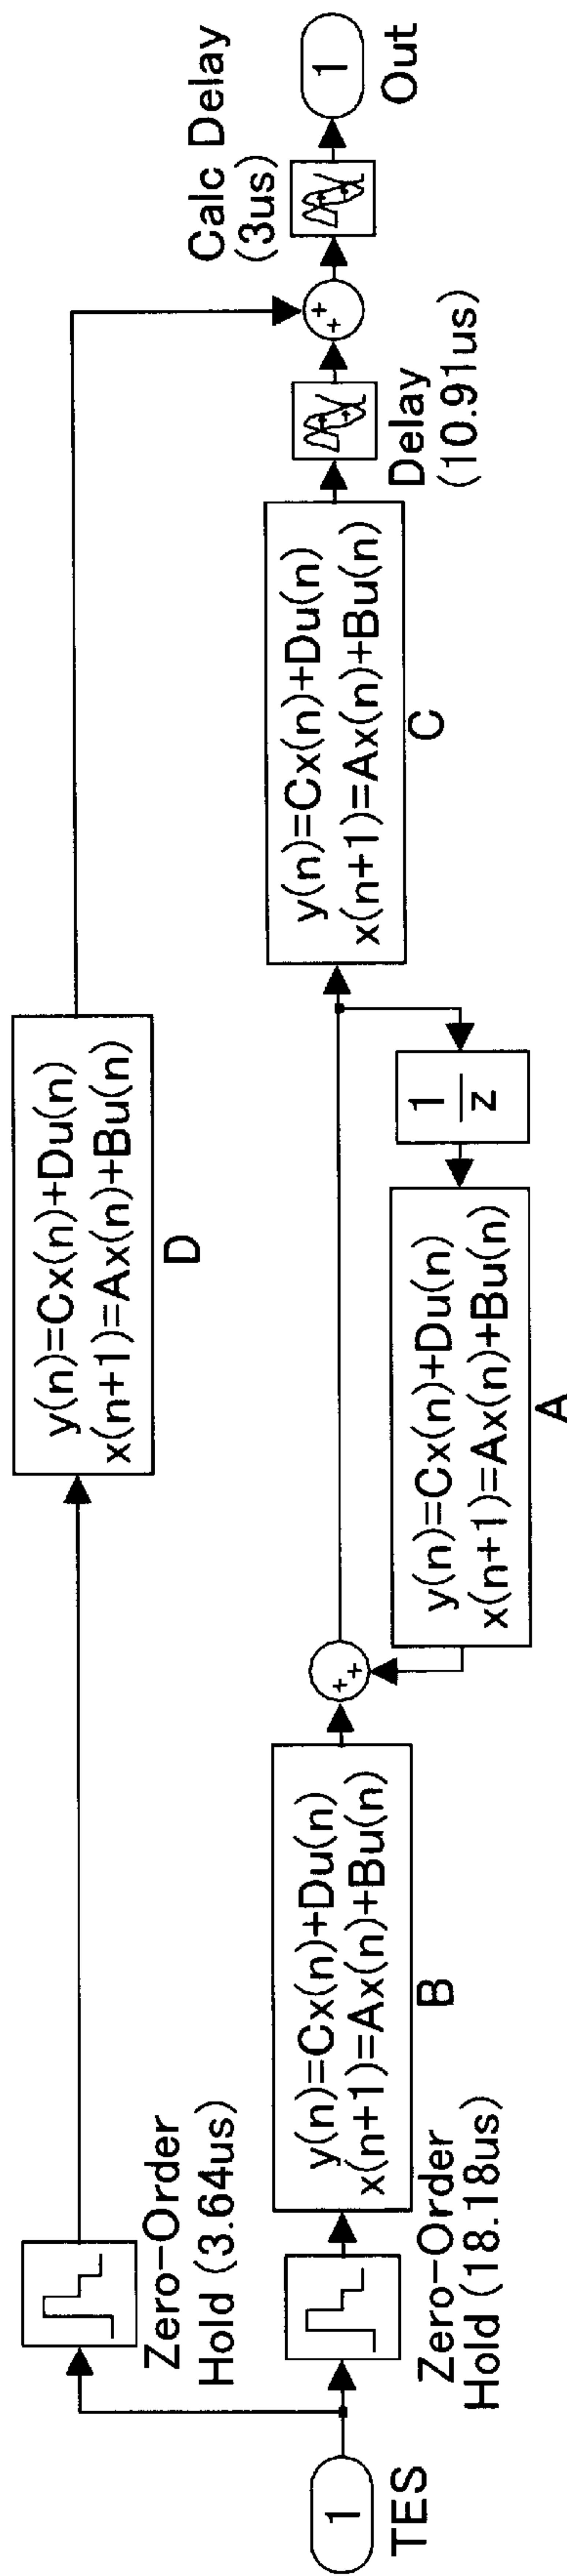 1
TES
Zero-Order
Hold (3.64us)
y(n)=Cx(n)+Du(n)
x(n+1)=Ax(n)+Bu(n)
D
Zero-Order
Hold (18.18us)
y(n)=Cx(n)+Du(n)
x(n+1)=Ax(n)+Bu(n)
B
+
+
y(n)=Cx(n)+Du(n)
x(n+1)=Ax(n)+Bu(n)
A
1
z
y(n)=Cx(n)+Du(n)
x(n+1)=Ax(n)+Bu(n)
C
Delay
(10.91us)
+
+
Calc Delay
(3us)
1
Out